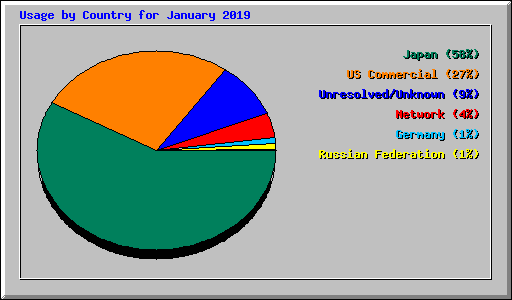 Usage by Country for January 2019
Japan (58%)
US Commercial (27%)
Unresolved/Unknown (9%)
Network (4%)
Germany (1%)
Russian Federation (1%)